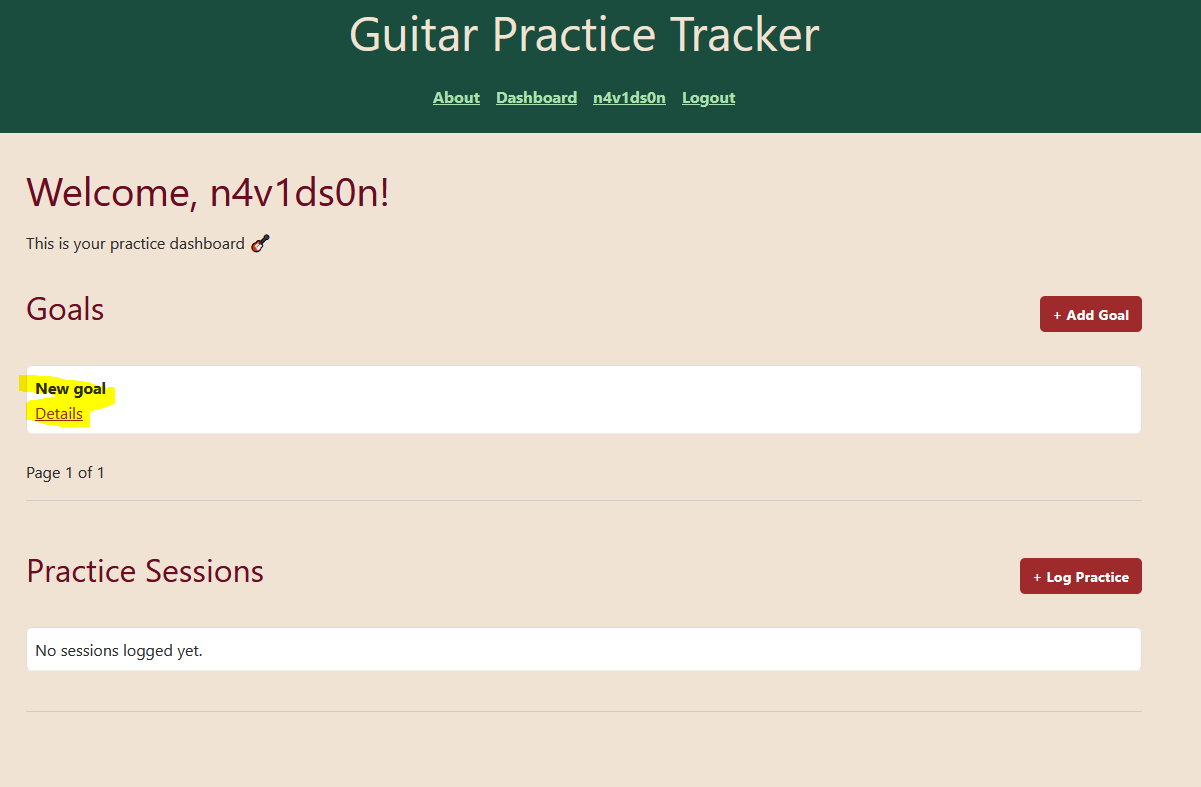 Guitar Practice Tracker
About Dashboard n4v1ds0n Logout
Welcome, n4v1ds0n!
This is your practice dashboard 🎸
Goals
+ Add Goal
New goal
Details
Page 1 of 1
Practice Sessions
+ Log Practice
No sessions logged yet.